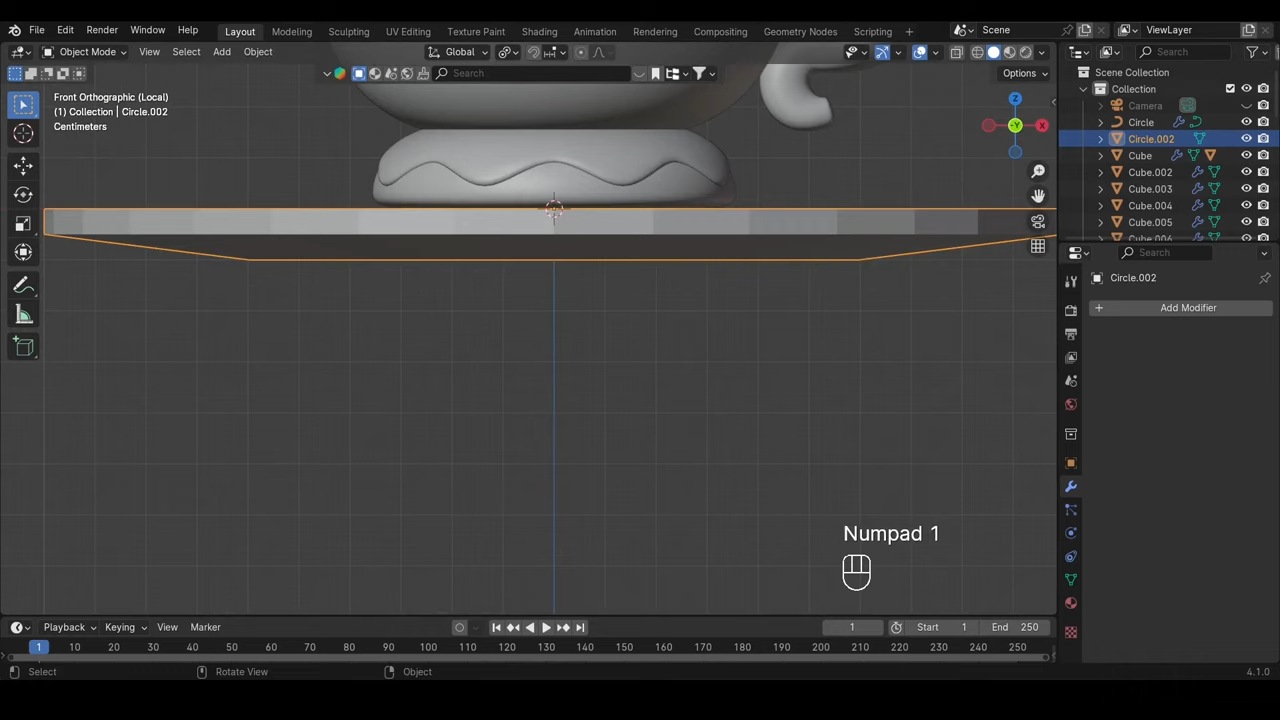 File Edit Render Window Help Layout Modeling Sculpting UV Editing Texture Paint Shading Animation Rendering Compositing Geometry Nodes Scripting + Scene ViewLayer
Object Mode View Select Add Object Global Search
Search Options
Front Orthographic (Local)
(1) Collection | Circle.002
Centimeters
Z
-Y
X
Scene Collection
Collection
Camera
Circle
Circle.002
Cube
Cube.002
Cube.003
Cube.004
Cube.005
Cube.006
Search
Circle.002
+ Add Modifier
Numpad 1
Playback Keying View Marker 1 Start 1 End 250
1 10 20 30 40 50 60 70 80 90 100 110 120 130 140 150 160 170 180 190 200 210 220 230 240 250
Select Rotate View Object 4.1.0